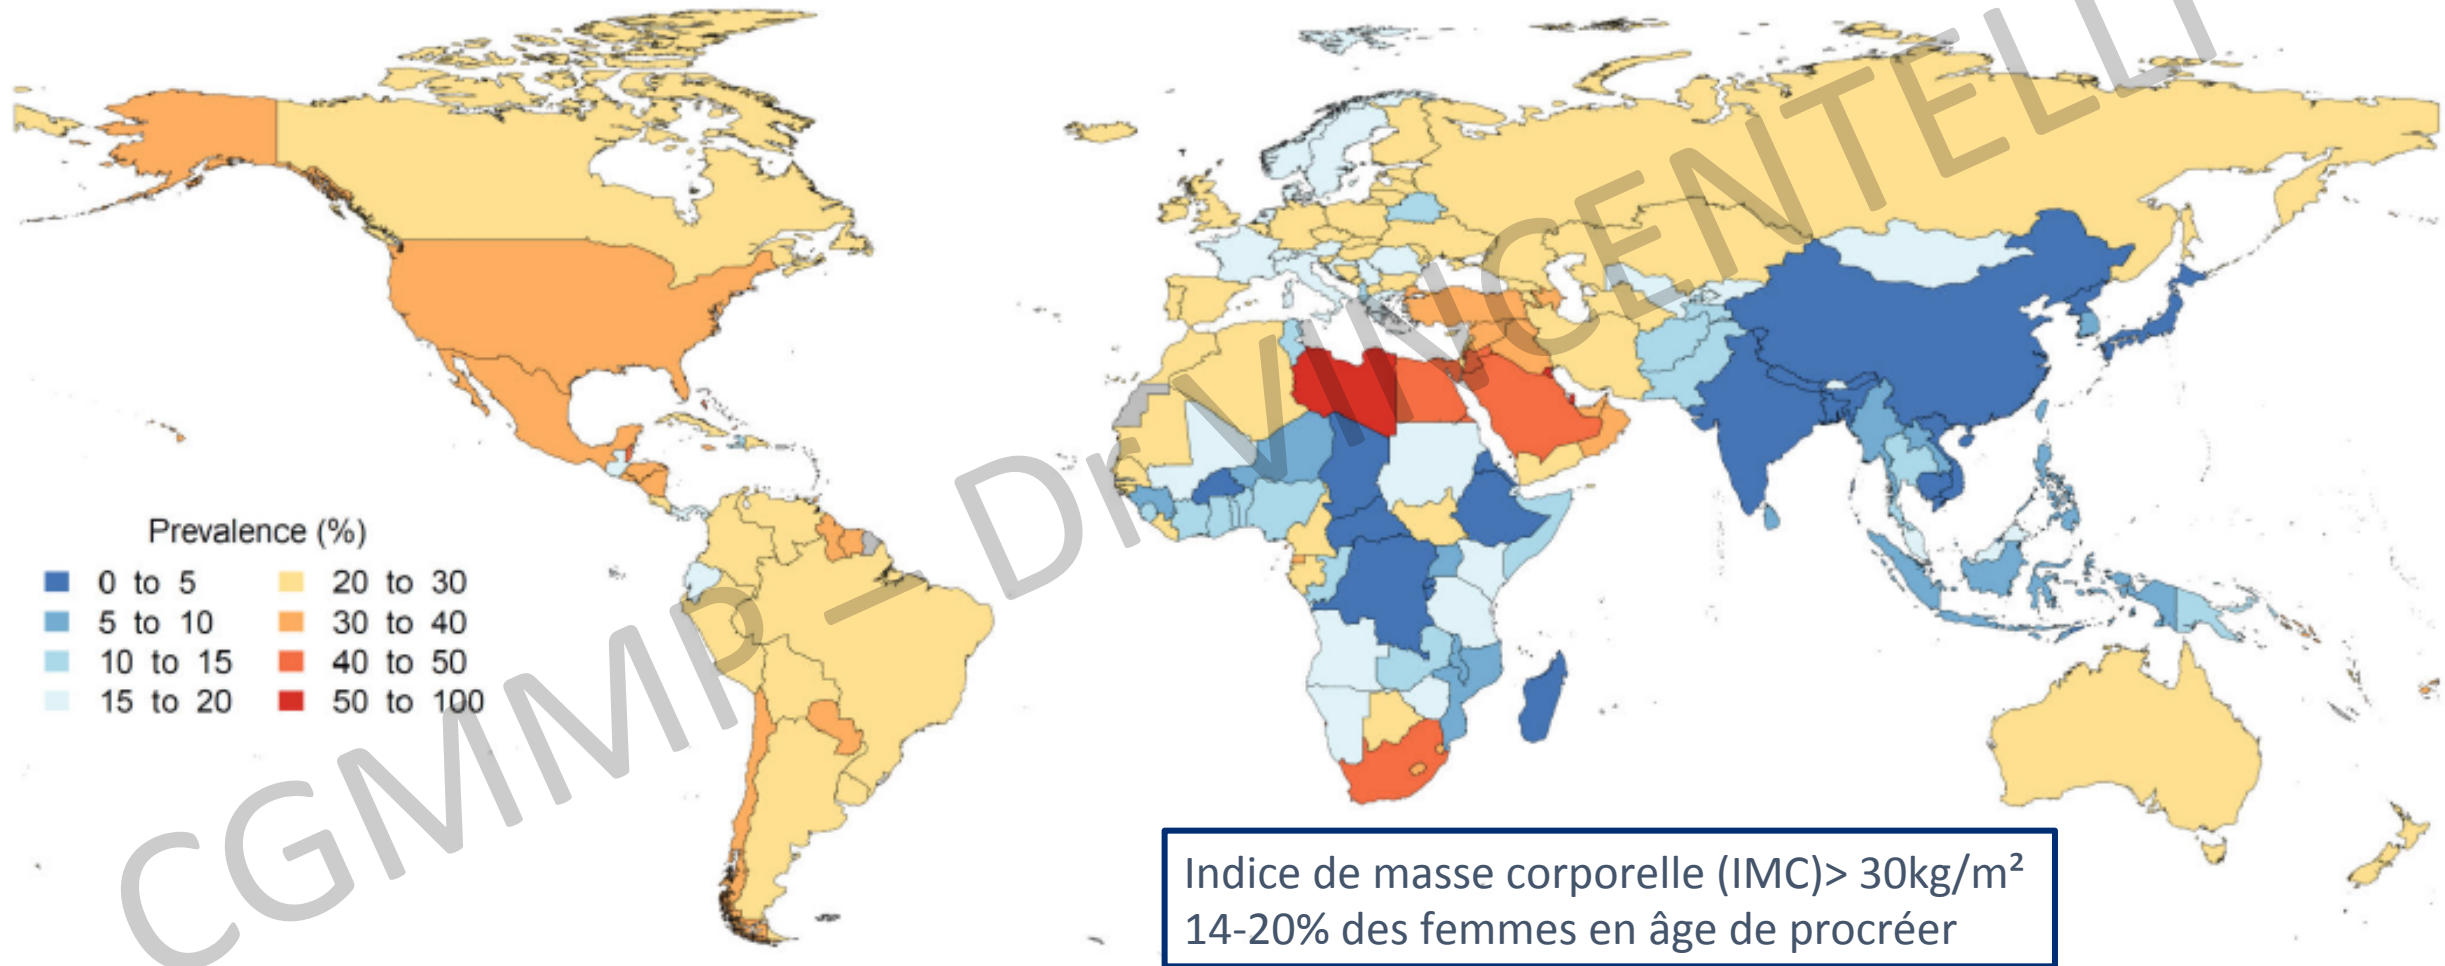 CGMMP – Dr VINCENTELLI
Prevalence (%)
0 to 5
5 to 10
10 to 15
15 to 20
20 to 30
30 to 40
40 to 50
50 to 100
Indice de masse corporelle (IMC)> 30kg/m²
14-20% des femmes en âge de procréer